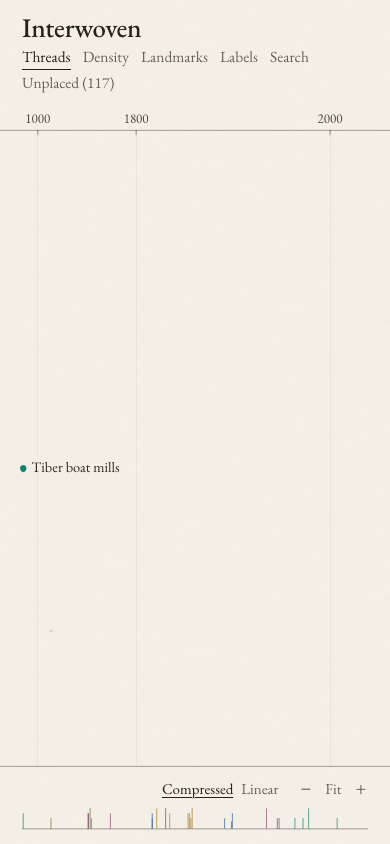 Interwoven
Threads Density Landmarks Labels Search
Unplaced (117)
1000 1800 2000
Tiber boat mills
Compressed Linear − Fit +